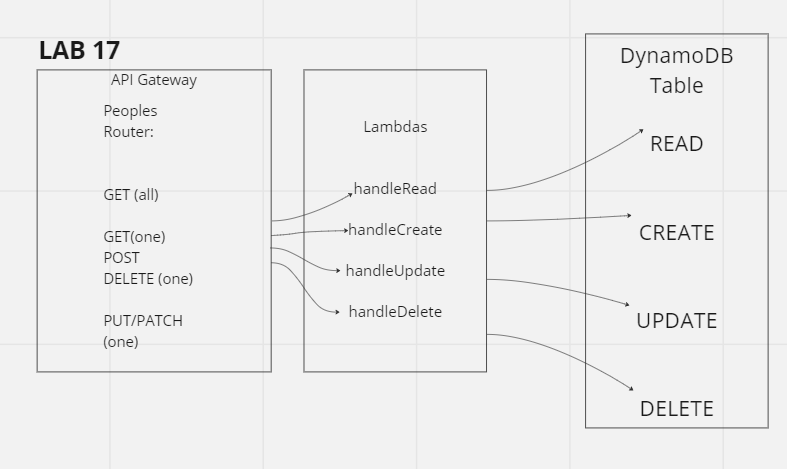 LAB 17
API Gateway
Peoples
Router:
GET (all)
GET(one)
POST
DELETE (one)
PUT/PATCH
(one)
Lambdas
handleRead
handleCreate
handleUpdate
handleDelete
DynamoDB
Table
READ
CREATE
UPDATE
DELETE